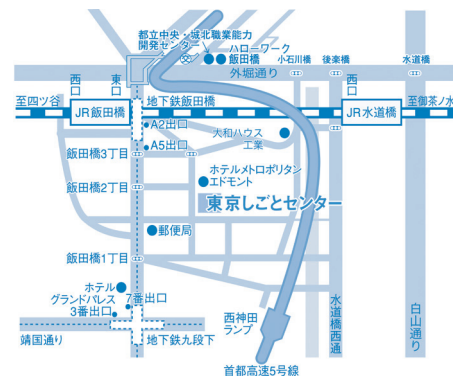 都立中央・城北職業能力
開発センター
ハローワーク
飯田橋
小石川橋
後楽橋
水道橋
外堀通り
西口
東口
西口
至四ツ谷
JR飯田橋
地下鉄飯田橋
JR水道橋
至御茶ノ水
A2出口
大和ハウス
工業
A5出口
飯田橋3丁目
ホテルメトロポリタン
エドモント
飯田橋2丁目
東京しごとセンター
郵便局
飯田橋1丁目
ホテル
グランドパレス
7番出口
3番出口
西神田
ランプ
水道橋西通り
白山通り
靖国通り
地下鉄九段下
首都高速5号線